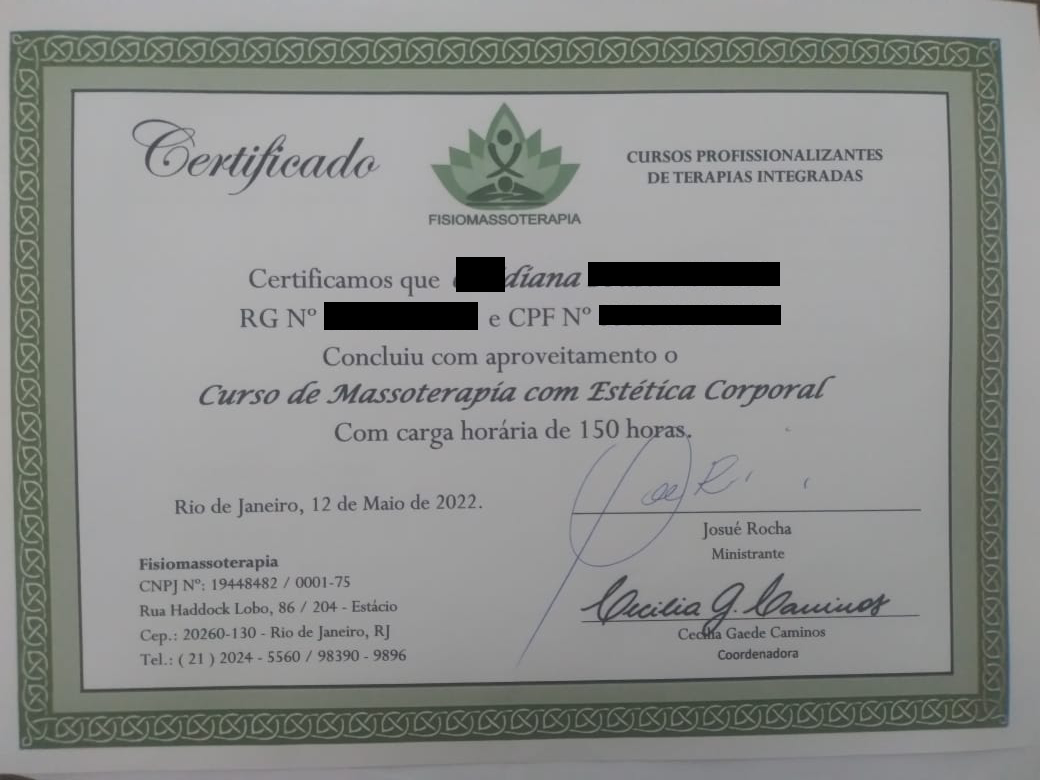 Certificado
FISIOMASSOTERAPIA
CURSOS PROFISSIONALIZANTES
DE TERAPIAS INTEGRADAS
Certificamos que diana
RG Nº e CPF Nº
Concluiu com aproveitamento o
Curso de Massoterapia com Estética Corporal
Com carga horária de 150 horas.
Rio de Janeiro, 12 de Maio de 2022.
Josué Rocha
Ministrante
Fisiomassoterapia
CNPJ Nº: 19448482 / 0001-75
Rua Haddock Lobo, 86 / 204 - Estácio
Cep.: 20260-130 - Rio de Janeiro, RJ
Tel.: ( 21 ) 2024 - 5560 / 98390 - 9896
Cecilia G. Caminos
Cecilia Gaede Caminos
Coordenadora